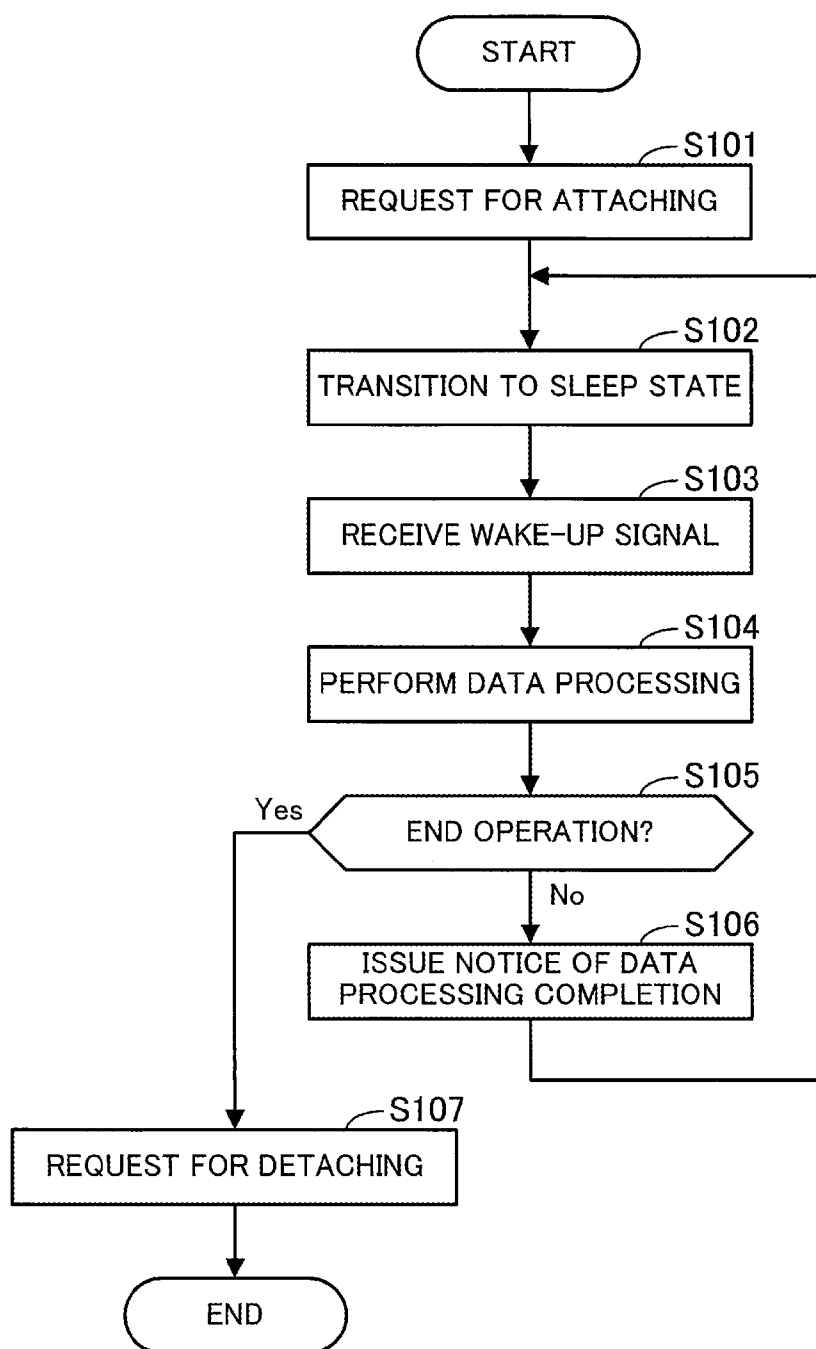 START
S101
REQUEST FOR ATTACHING
S102
TRANSITION TO SLEEP STATE
S103
RECEIVE WAKE-UP SIGNAL
S104
PERFORM DATA PROCESSING
S105
Yes
END OPERATION?
No
S106
ISSUE NOTICE OF DATA
PROCESSING COMPLETION
S107
REQUEST FOR DETACHING
END